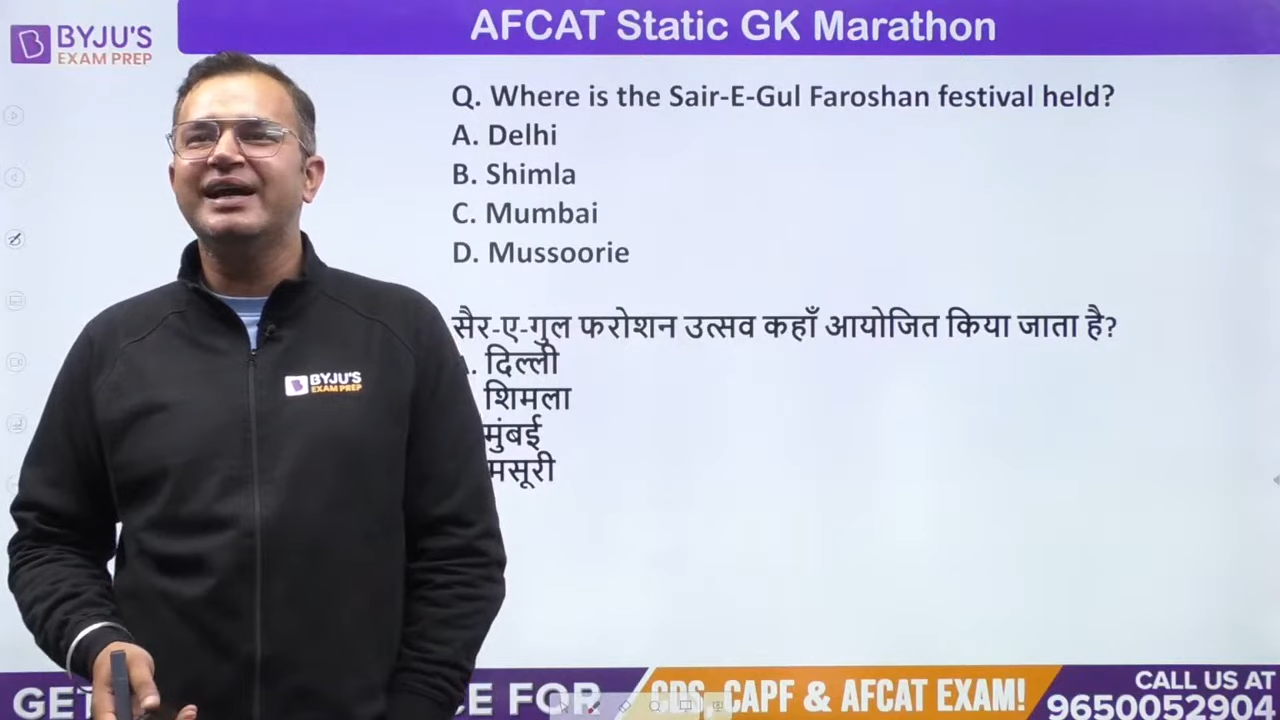 BYJU'S
EXAM PREP
AFCAT Static GK Marathon
Q. Where is the Sair-E-Gul Faroshan festival held?
A. Delhi
B. Shimla
C. Mumbai
D. Mussoorie
सैर-ए-गुल फरोशन उत्सव कहाँ आयोजित किया जाता है?
. दिल्ली
शिमला
मुंबई
मसूरी
BYJU'S
EXAM PREP
GET
FOR
CDS, CAPF & AFCAT EXAM!
CALL US AT
9650052904